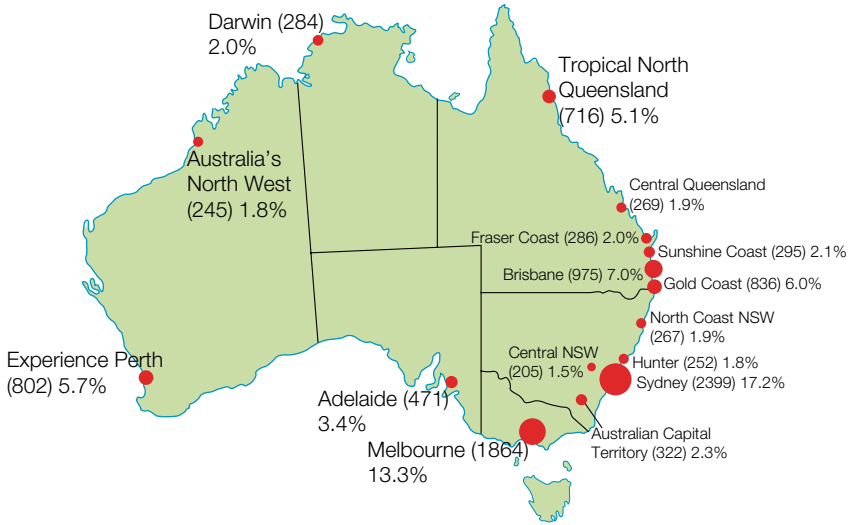 Darwin (284)
2.0%
Tropical North
Queensland
(716) 5.1%
Australia's
North West
(245) 1.8%
Central Queensland
(269) 1.9%
Fraser Coast (286) 2.0%
Sunshine Coast (295) 2.1%
Brisbane (975) 7.0%
Gold Coast (836) 6.0%
North Coast NSW
(267) 1.9%
Central NSW
(205) 1.5%
Hunter (252) 1.8%
Sydney (2399) 17.2%
Experience Perth
(802) 5.7%
Adelaide (471)
3.4%
Melbourne (1864)
13.3%
Australian Capital
Territory (322) 2.3%